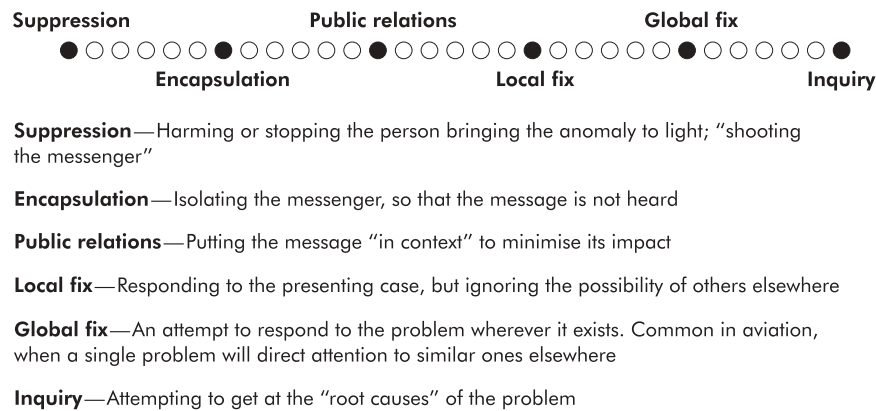 Suppression Public relations Global fix
Encapsulation Local fix Inquiry
Suppression—Harming or stopping the person bringing the anomaly to light; “shooting
the messenger”
Encapsulation—Isolating the messenger, so that the message is not heard
Public relations—Putting the message “in context” to minimise its impact
Local fix—Responding to the presenting case, but ignoring the possibility of others elsewhere
Global fix—An attempt to respond to the problem wherever it exists. Common in aviation,
when a single problem will direct attention to similar ones elsewhere
Inquiry—Attempting to get at the “root causes” of the problem